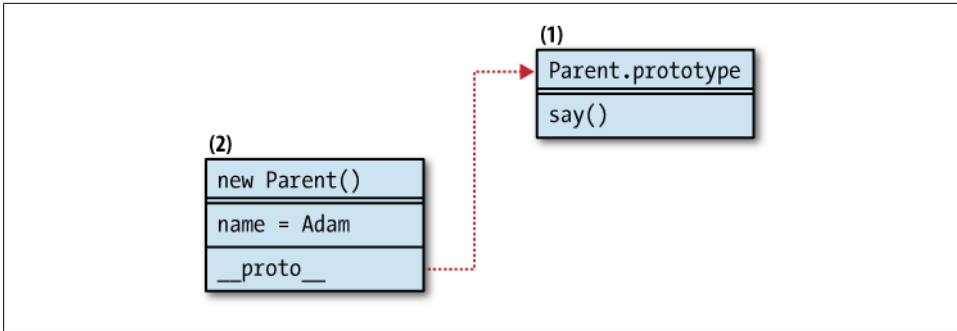 (1)
Parent.prototype
say()
(2)
new Parent()
name = Adam
__proto__